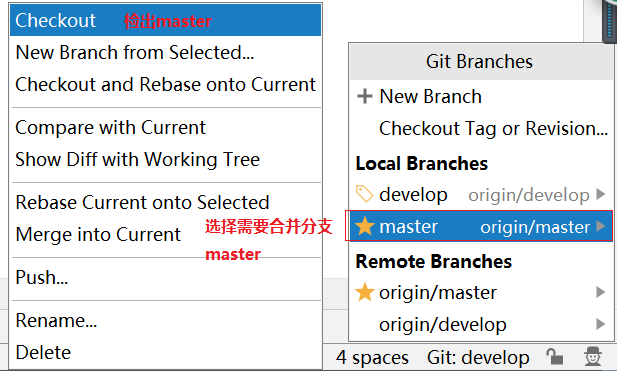 Checkout 检出master
New Branch from Selected...
Checkout and Rebase onto Current
Compare with Current
Show Diff with Working Tree
Rebase Current onto Selected
Merge into Current 选择需要合并分支
master
Push...
Rename...
Delete
Git Branches
New Branch
Checkout Tag or Revision...
Local Branches
develop origin/develop
master origin/master
Remote Branches
origin/master
origin/develop
4 spaces Git: develop